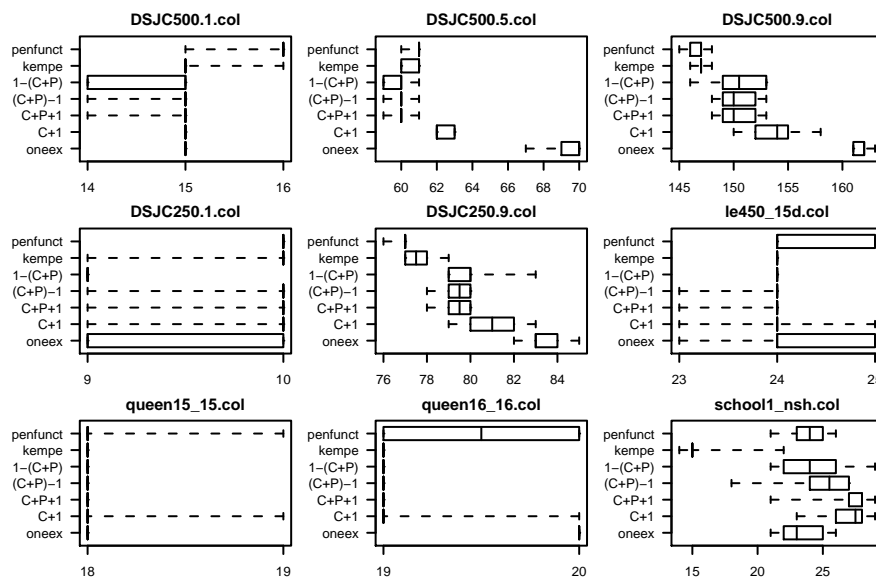 DSJC500.1.col
penfunct
kempe
1−(C+P)
(C+P)−1
C+P+1
C+1
oneex
14 15 16
DSJC500.5.col
penfunct
kempe
1−(C+P)
(C+P)−1
C+P+1
C+1
oneex
60 62 64 66 68 70
DSJC500.9.col
penfunct
kempe
1−(C+P)
(C+P)−1
C+P+1
C+1
oneex
145 150 155 160
DSJC250.1.col
penfunct
kempe
1−(C+P)
(C+P)−1
C+P+1
C+1
oneex
9 10
DSJC250.9.col
penfunct
kempe
1−(C+P)
(C+P)−1
C+P+1
C+1
oneex
76 78 80 82 84
le450_15d.col
penfunct
kempe
1−(C+P)
(C+P)−1
C+P+1
C+1
oneex
23 24 25
queen15_15.col
penfunct
kempe
1−(C+P)
(C+P)−1
C+P+1
C+1
oneex
18 19
queen16_16.col
penfunct
kempe
1−(C+P)
(C+P)−1
C+P+1
C+1
oneex
19 20
school1_nsh.col
penfunct
kempe
1−(C+P)
(C+P)−1
C+P+1
C+1
oneex
15 20 25